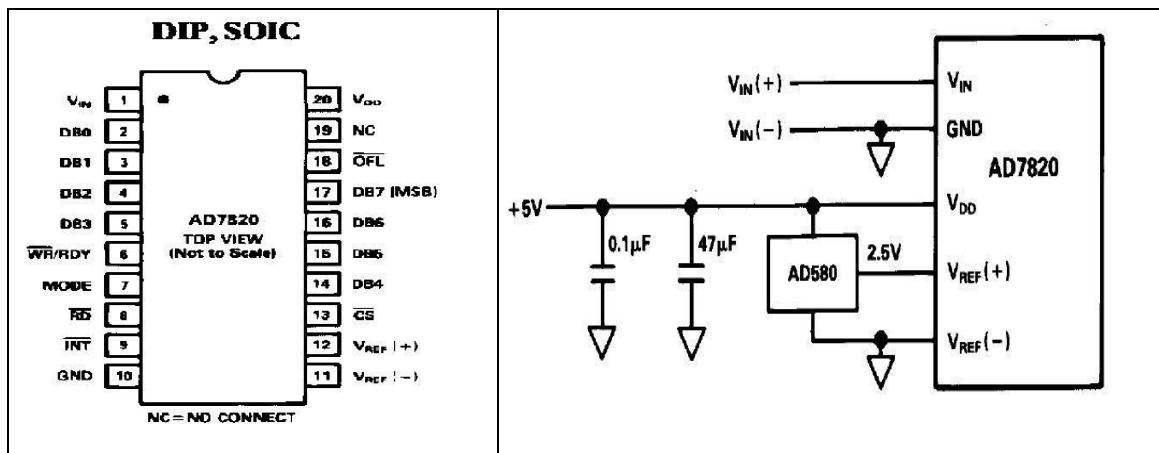 DIP, SOIC
V_IN 1
20 V_DD
DB0 2
19 NC
DB1 3
18 OFL
DB2 4
17 DB7 (MSB)
DB3 5
16 DB6
WR/RDY 6
15 DB5
MODE 7
14 DB4
RD 8
13 CS
INT 9
12 V_REF (+)
GND 10
11 V_REF (-)
AD7820
TOP VIEW
(Not to Scale)
NC = NO CONNECT
V_IN(+)
V_IN
V_IN(-)
GND
AD7820
+5V
V_DD
0.1µF
47µF
2.5V
AD580
V_REF(+)
V_REF(-)